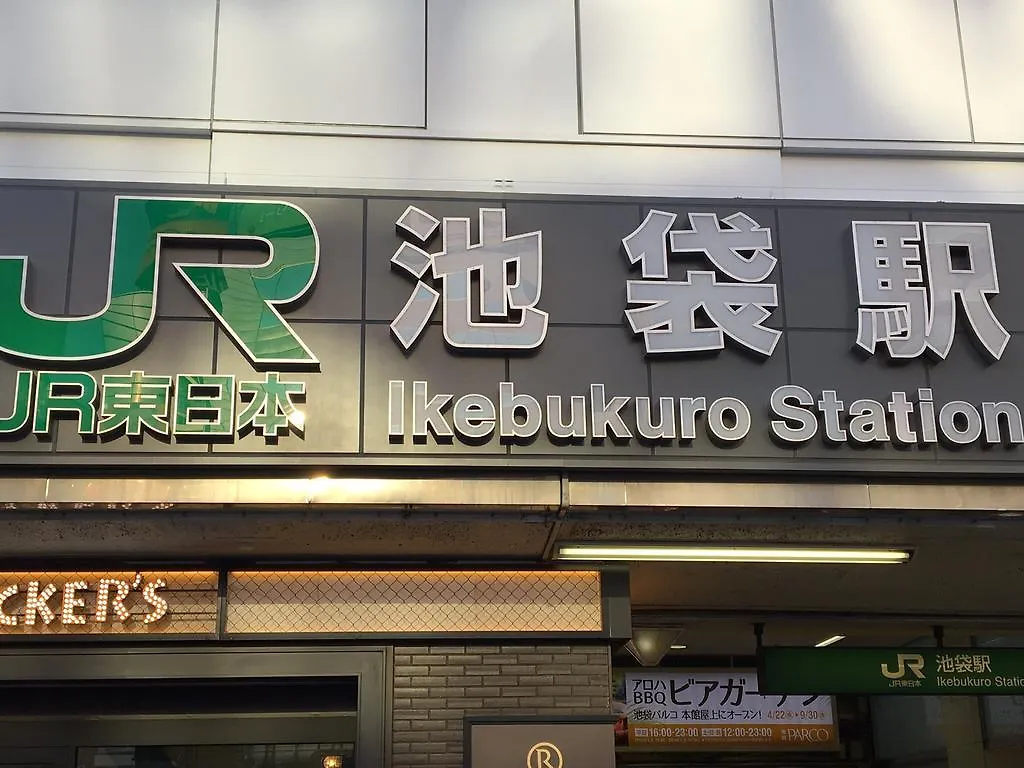 JR 池袋駅
JR東日本 Ikebukuro Station
CKER'S
JR 池袋駅
JR東日本 Ikebukuro Static
アロハ
BBQ ビアガーデン
池袋パルコ 本館屋上にオープン! 4/22 9/30
16:00-23:00 12:00-23:00 PARCO
R